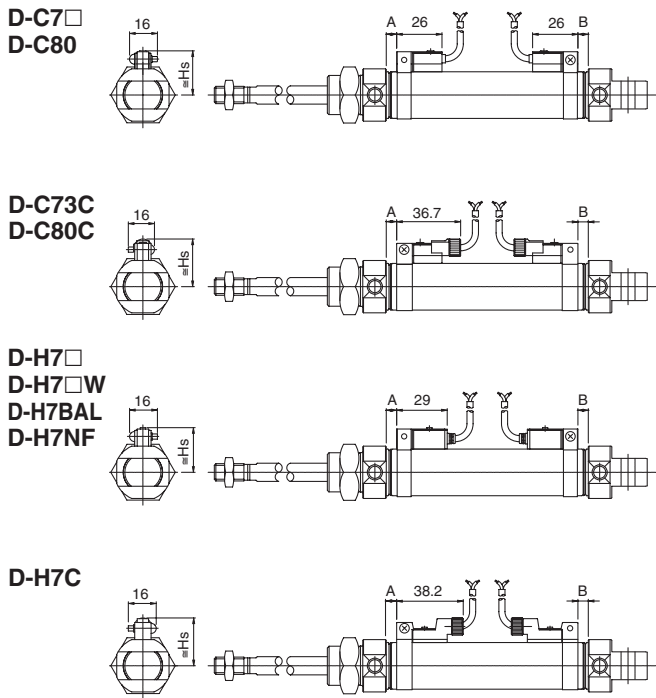 D-C7□
D-C80
16
≅Hs
A
26
26
B
D-C73C
D-C80C
16
≅Hs
A
36.7
B
D-H7□
D-H7□W
D-H7BAL
D-H7NF
16
≅Hs
A
29
B
D-H7C
16
≅Hs
A
38.2
B